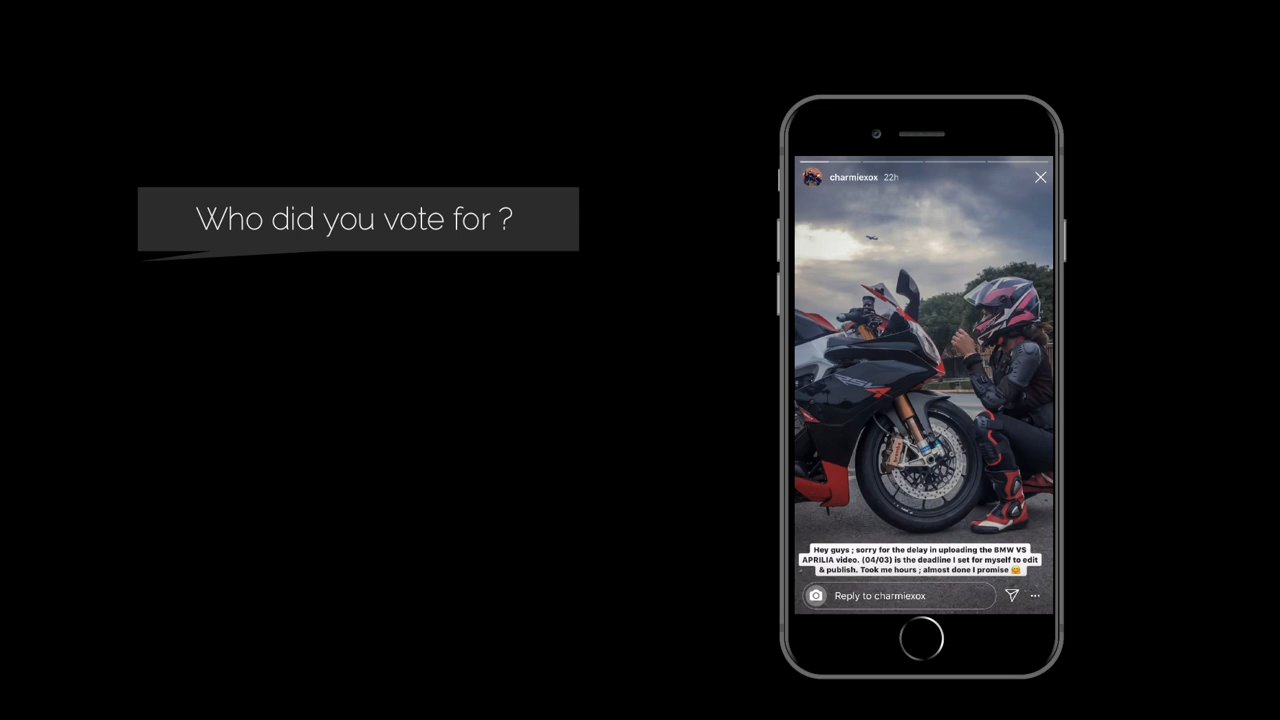 Who did you vote for ?
charmiexox 22h
Hey guys ; sorry for the delay in uploading the BMW VS
APRILIA video. (04/03) is the deadline I set for myself to edit
& publish. Took me hours ; almost done I promise 🤗
Reply to charmiexox